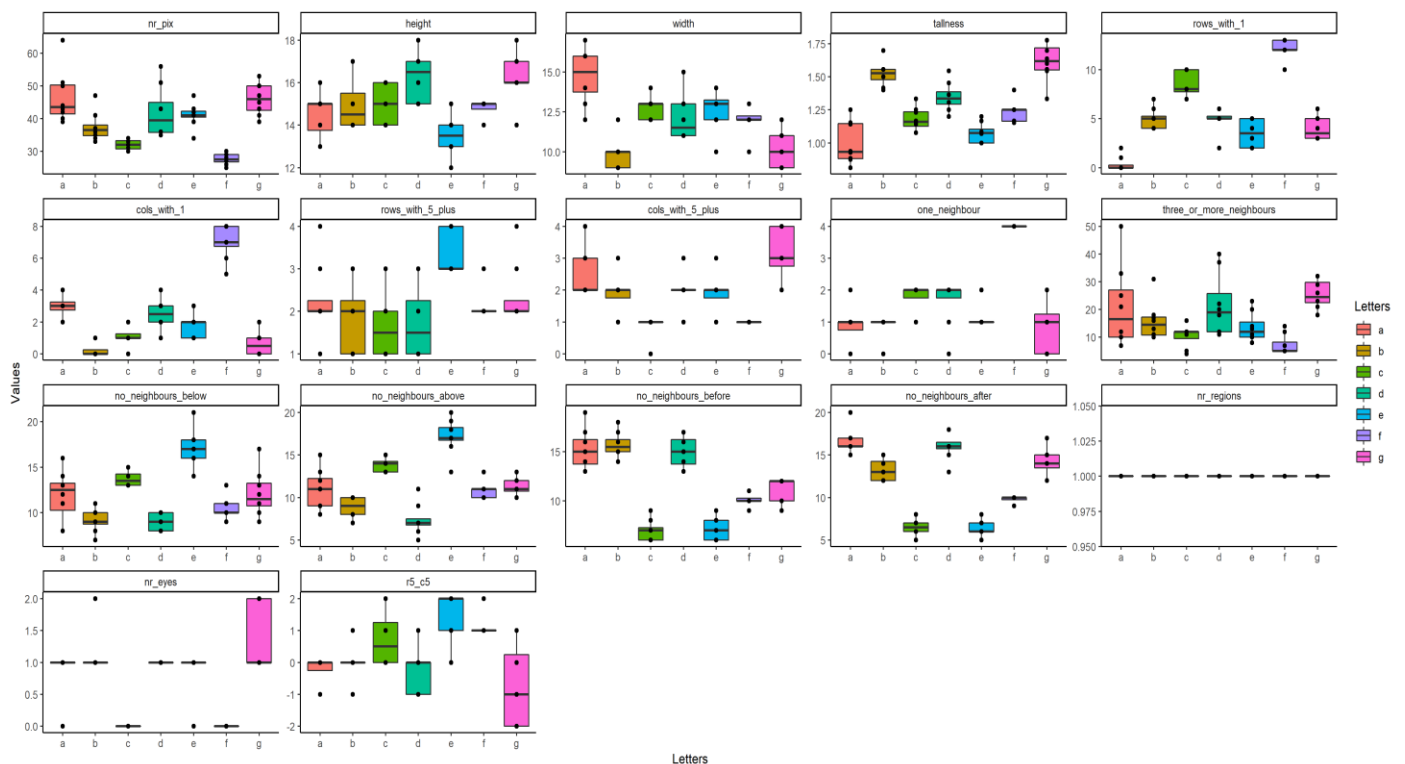 nr_pix height width tallness rows_with_1
60
50
40
30
a b c d e f g
18
16
14
12
a b c d e f g
15.0
12.5
10.0
a b c d e f g
1.75
1.50
1.25
1.00
a b c d e f g
10
5
0
a b c d e f g
cols_with_1 rows_with_5_plus cols_with_5_plus one_neighbour three_or_more_neighbours
8
6
4
2
0
a b c d e f g
4
3
2
1
a b c d e f g
4
3
2
1
0
a b c d e f g
4
3
2
1
0
a b c d e f g
50
40
30
20
10
a b c d e f g
no_neighbours_below no_neighbours_above no_neighbours_before no_neighbours_after nr_regions
20
15
10
a b c d e f g
20
15
10
5
a b c d e f g
15
10
a b c d e f g
20
15
10
5
a b c d e f g
1.050
1.025
1.000
0.975
0.950
a b c d e f g
nr_eyes r5_c5
2.0
1.5
1.0
0.5
0.0
a b c d e f g
2
1
0
-1
-2
a b c d e f g
Values
Letters
Letters
a
b
c
d
e
f
g